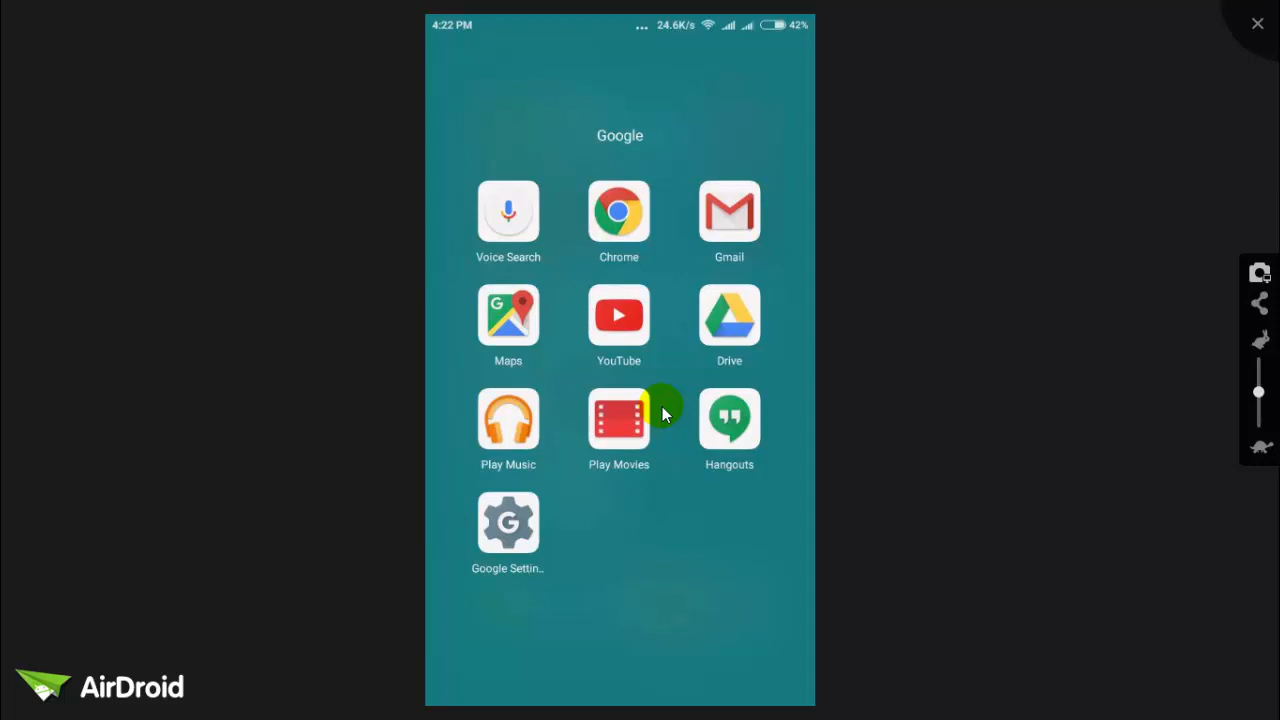 4:22 PM ... 24.6K/s 42%
Google
Voice Search Chrome Gmail
Maps YouTube Drive
Play Music Play Movies Hangouts
Google Settin..
AirDroid